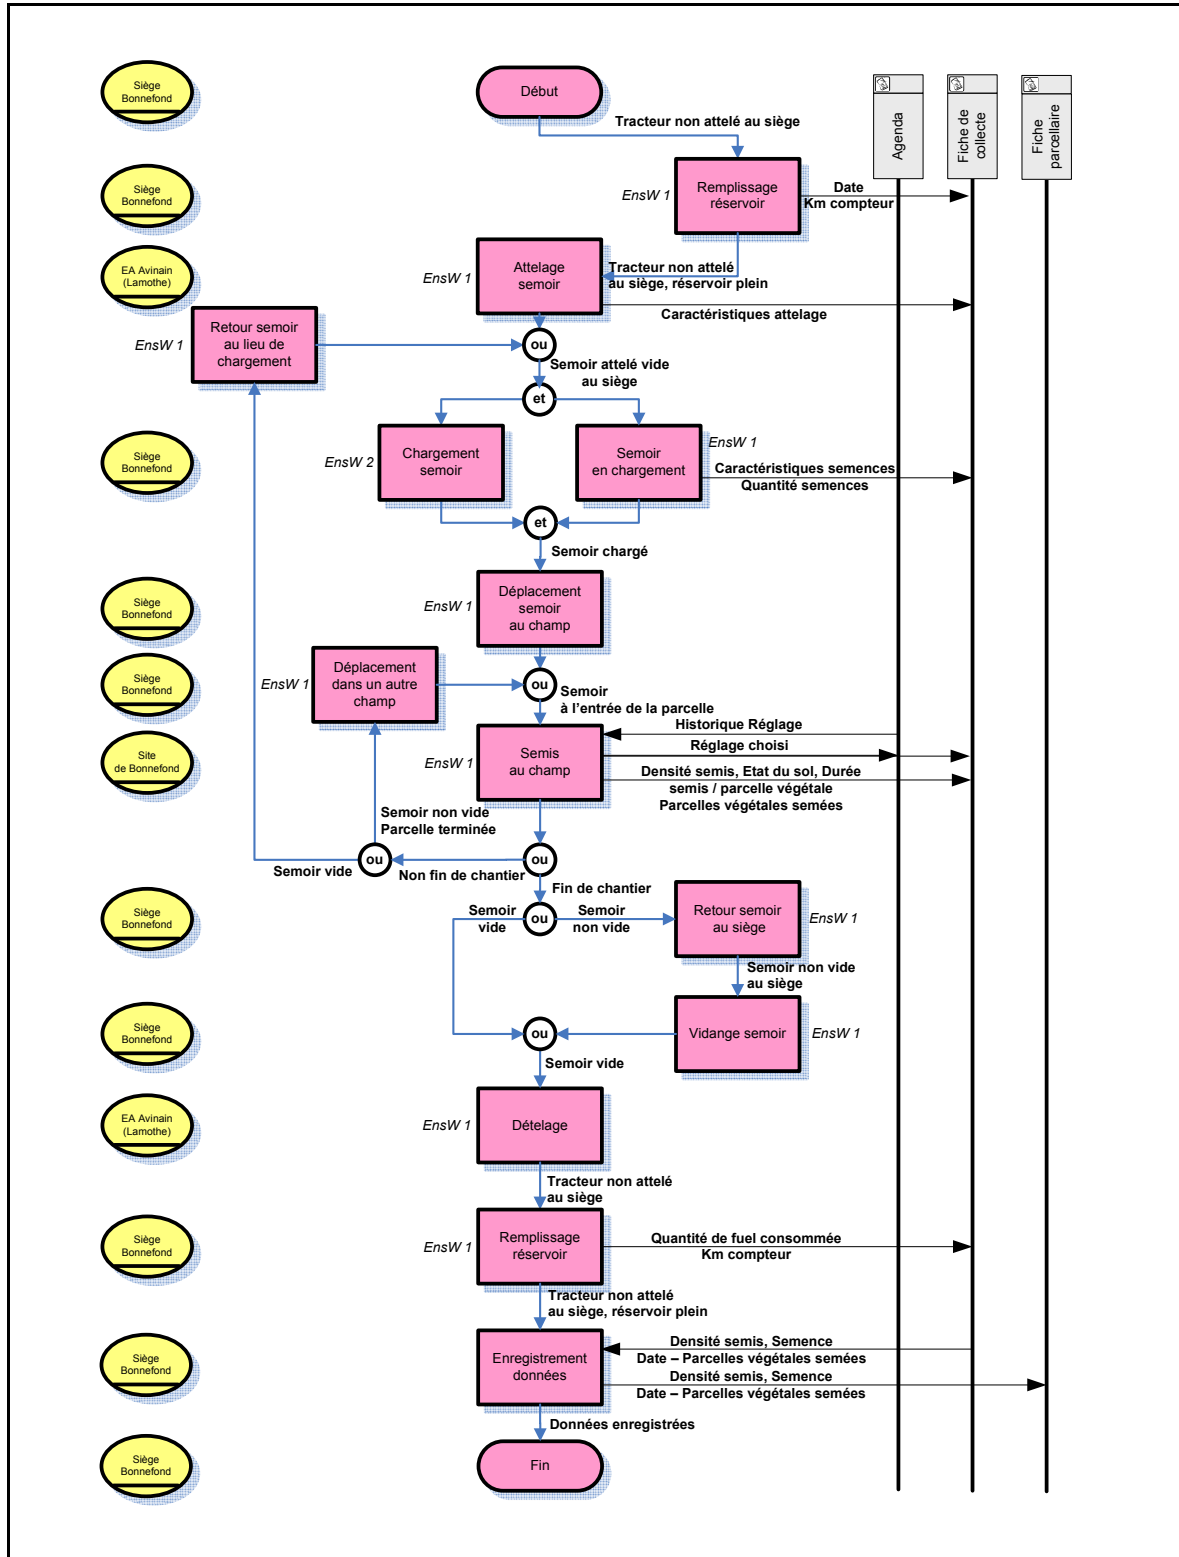 Siège
Bonnefond
Début
Agenda
Fiche de
collecte
Fiche
parcellaire
Tracteur non attelé au siège
Siège
Bonnefond
EnsW 1
Remplissage
réservoir
Date
Km compteur
EA Avinain
(Lamothe)
EnsW 1
Attelage
semoir
Tracteur non attelé
au siège, réservoir plein
Caractéristiques attelage
EnsW 1
Retour semoir
au lieu de
chargement
ou
Semoir attelé vide
au siège
et
Siège
Bonnefond
EnsW 2
Chargement
semoir
Semoir
en chargement
EnsW 1
Caractéristiques semences
Quantité semences
et
Semoir chargé
Siège
Bonnefond
EnsW 1
Déplacement
semoir
au champ
Siège
Bonnefond
EnsW 1
Déplacement
dans un autre
champ
ou
Semoir
à l'entrée de la parcelle
Historique Réglage
Site
de Bonnefond
EnsW 1
Semis
au champ
Réglage choisi
Densité semis, Etat du sol, Durée
semis / parcelle végétale
Parcelles végétales semées
Semoir non vide
Parcelle terminée
Semoir vide
ou
Non fin de chantier
ou
Fin de chantier
Siège
Bonnefond
Semoir
vide
ou
Semoir
non vide
Retour semoir
au siège
EnsW 1
Semoir non vide
au siège
Siège
Bonnefond
ou
Vidange semoir
EnsW 1
Semoir vide
EA Avinain
(Lamothe)
EnsW 1
Dételage
Tracteur non attelé
au siège
Siège
Bonnefond
EnsW 1
Remplissage
réservoir
Quantité de fuel consommée
Km compteur
Tracteur non attelé
au siège, réservoir plein
Siège
Bonnefond
Enregistrement
données
Densité semis, Semence
Date – Parcelles végétales semées
Densité semis, Semence
Date – Parcelles végétales semées
Données enregistrées
Siège
Bonnefond
Fin